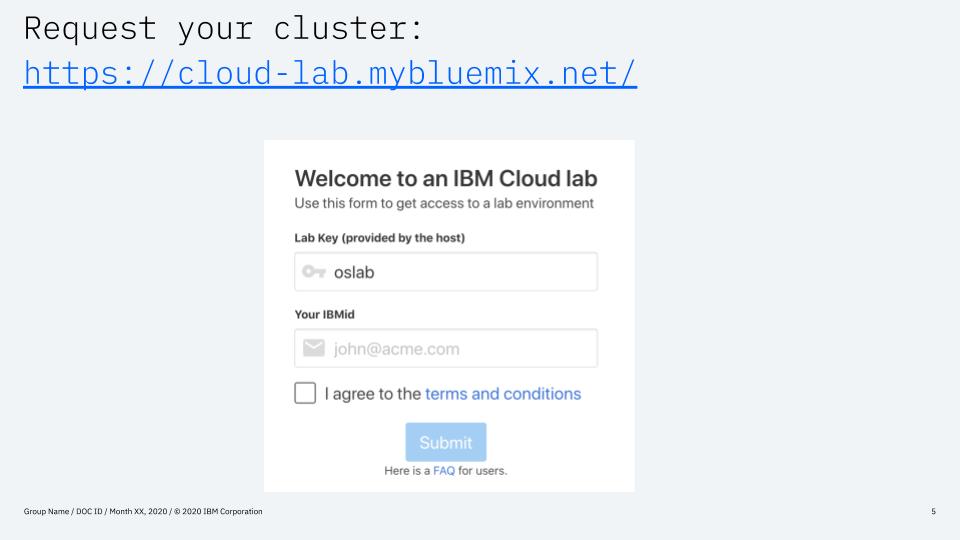 Request your cluster:
https://cloud-lab.mybluemix.net/
Welcome to an IBM Cloud lab
Use this form to get access to a lab environment
Lab Key (provided by the host)
oslab
Your IBMid
john@acme.com
I agree to the terms and conditions
Submit
Here is a FAQ for users.
Group Name / DOC ID / Month XX, 2020 / © 2020 IBM Corporation
5